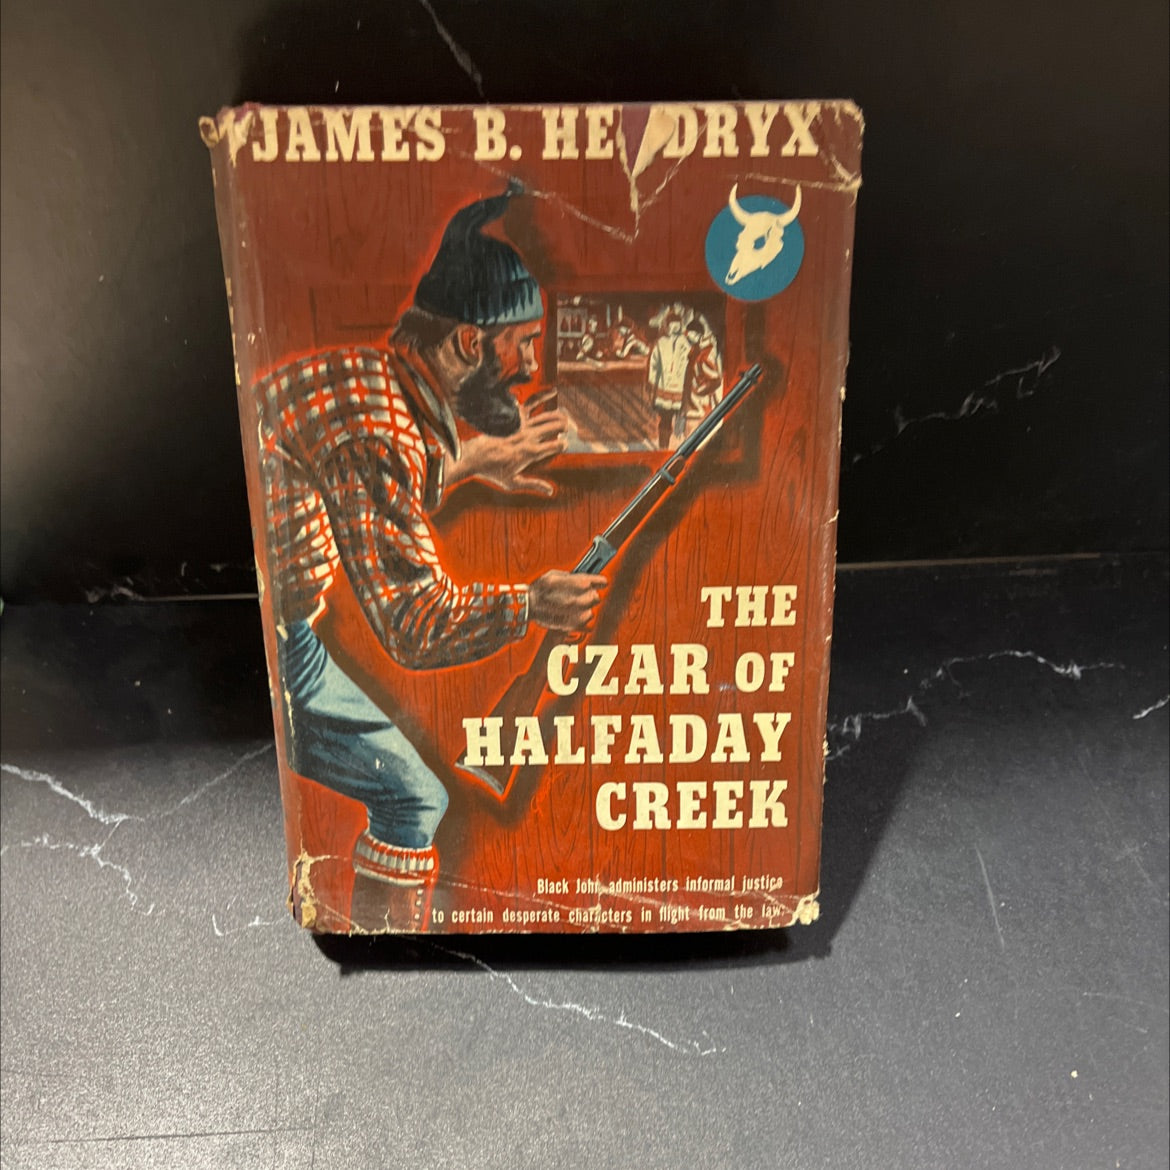 JAMES B. HE DRYX
THE
CZAR OF
HALFADAY
CREEK
Black John administers informal justice
to certain desperate characters in flight from the law.